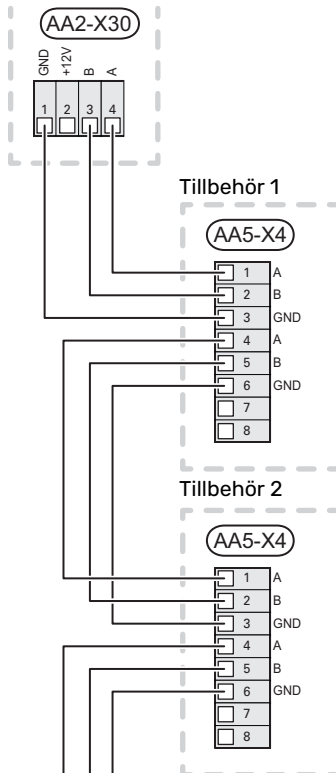 AA2-X30
GND
+12V
B
A
1 2 3 4
Tillbehör 1
AA5-X4
1 A
2 B
3 GND
4 A
5 B
6 GND
7
8
Tillbehör 2
AA5-X4
1 A
2 B
3 GND
4 A
5 B
6 GND
7
8